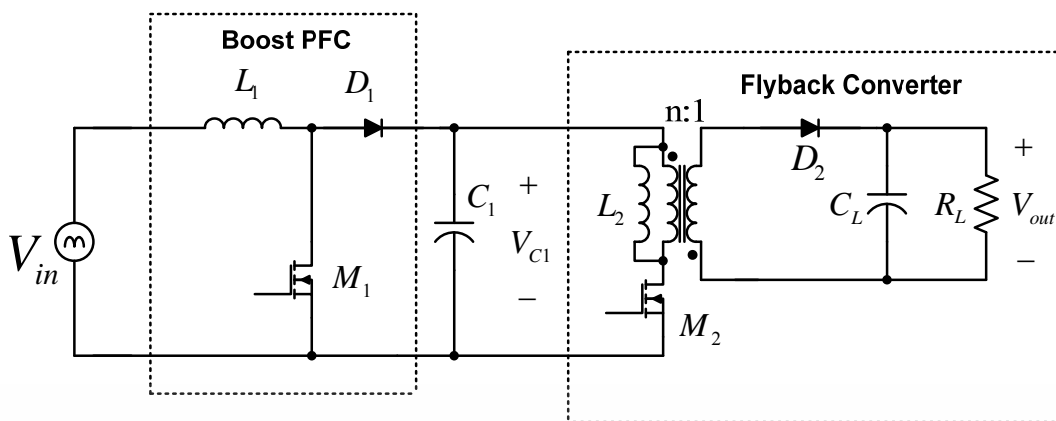 Boost PFC
Flyback Converter
L1
D1
n:1
D2
Vin
M1
C1
+
VC1
−
L2
M2
CL
RL
+
Vout
−